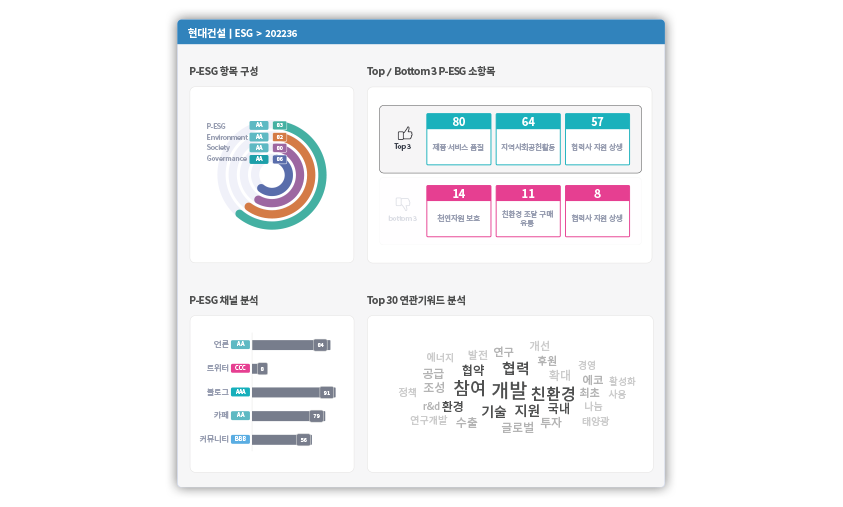 현대건설 | ESG > 202236
P-ESG 항목 구성
P-ESG AA 83
Environment AA 82
Society AA 80
Governance AA 86
Top / Bottom 3 P-ESG 소항목
Top 3
80 64 57
제품 서비스 품질 지역사회공헌활동 협력사 지원 상생
bottom 3
14 11 8
천연자원 보호 친환경 조달 구매 협력사 지원 상생
유통
P-ESG 채널 분석
언론 AA 84
트위터 CCC 9
블로그 AAA 91
카페 AA 79
커뮤니티 BBB 56
Top 30 연관키워드 분석
개선
연구
에너지 발전
후원
경영
공급 협약 협력
확대 에코 활성화
정책 조성 참여 개발 친환경 최초 사용
r&d 환경 국내 나눔
기술 지원
연구개발 수출 글로벌 투자 태양광